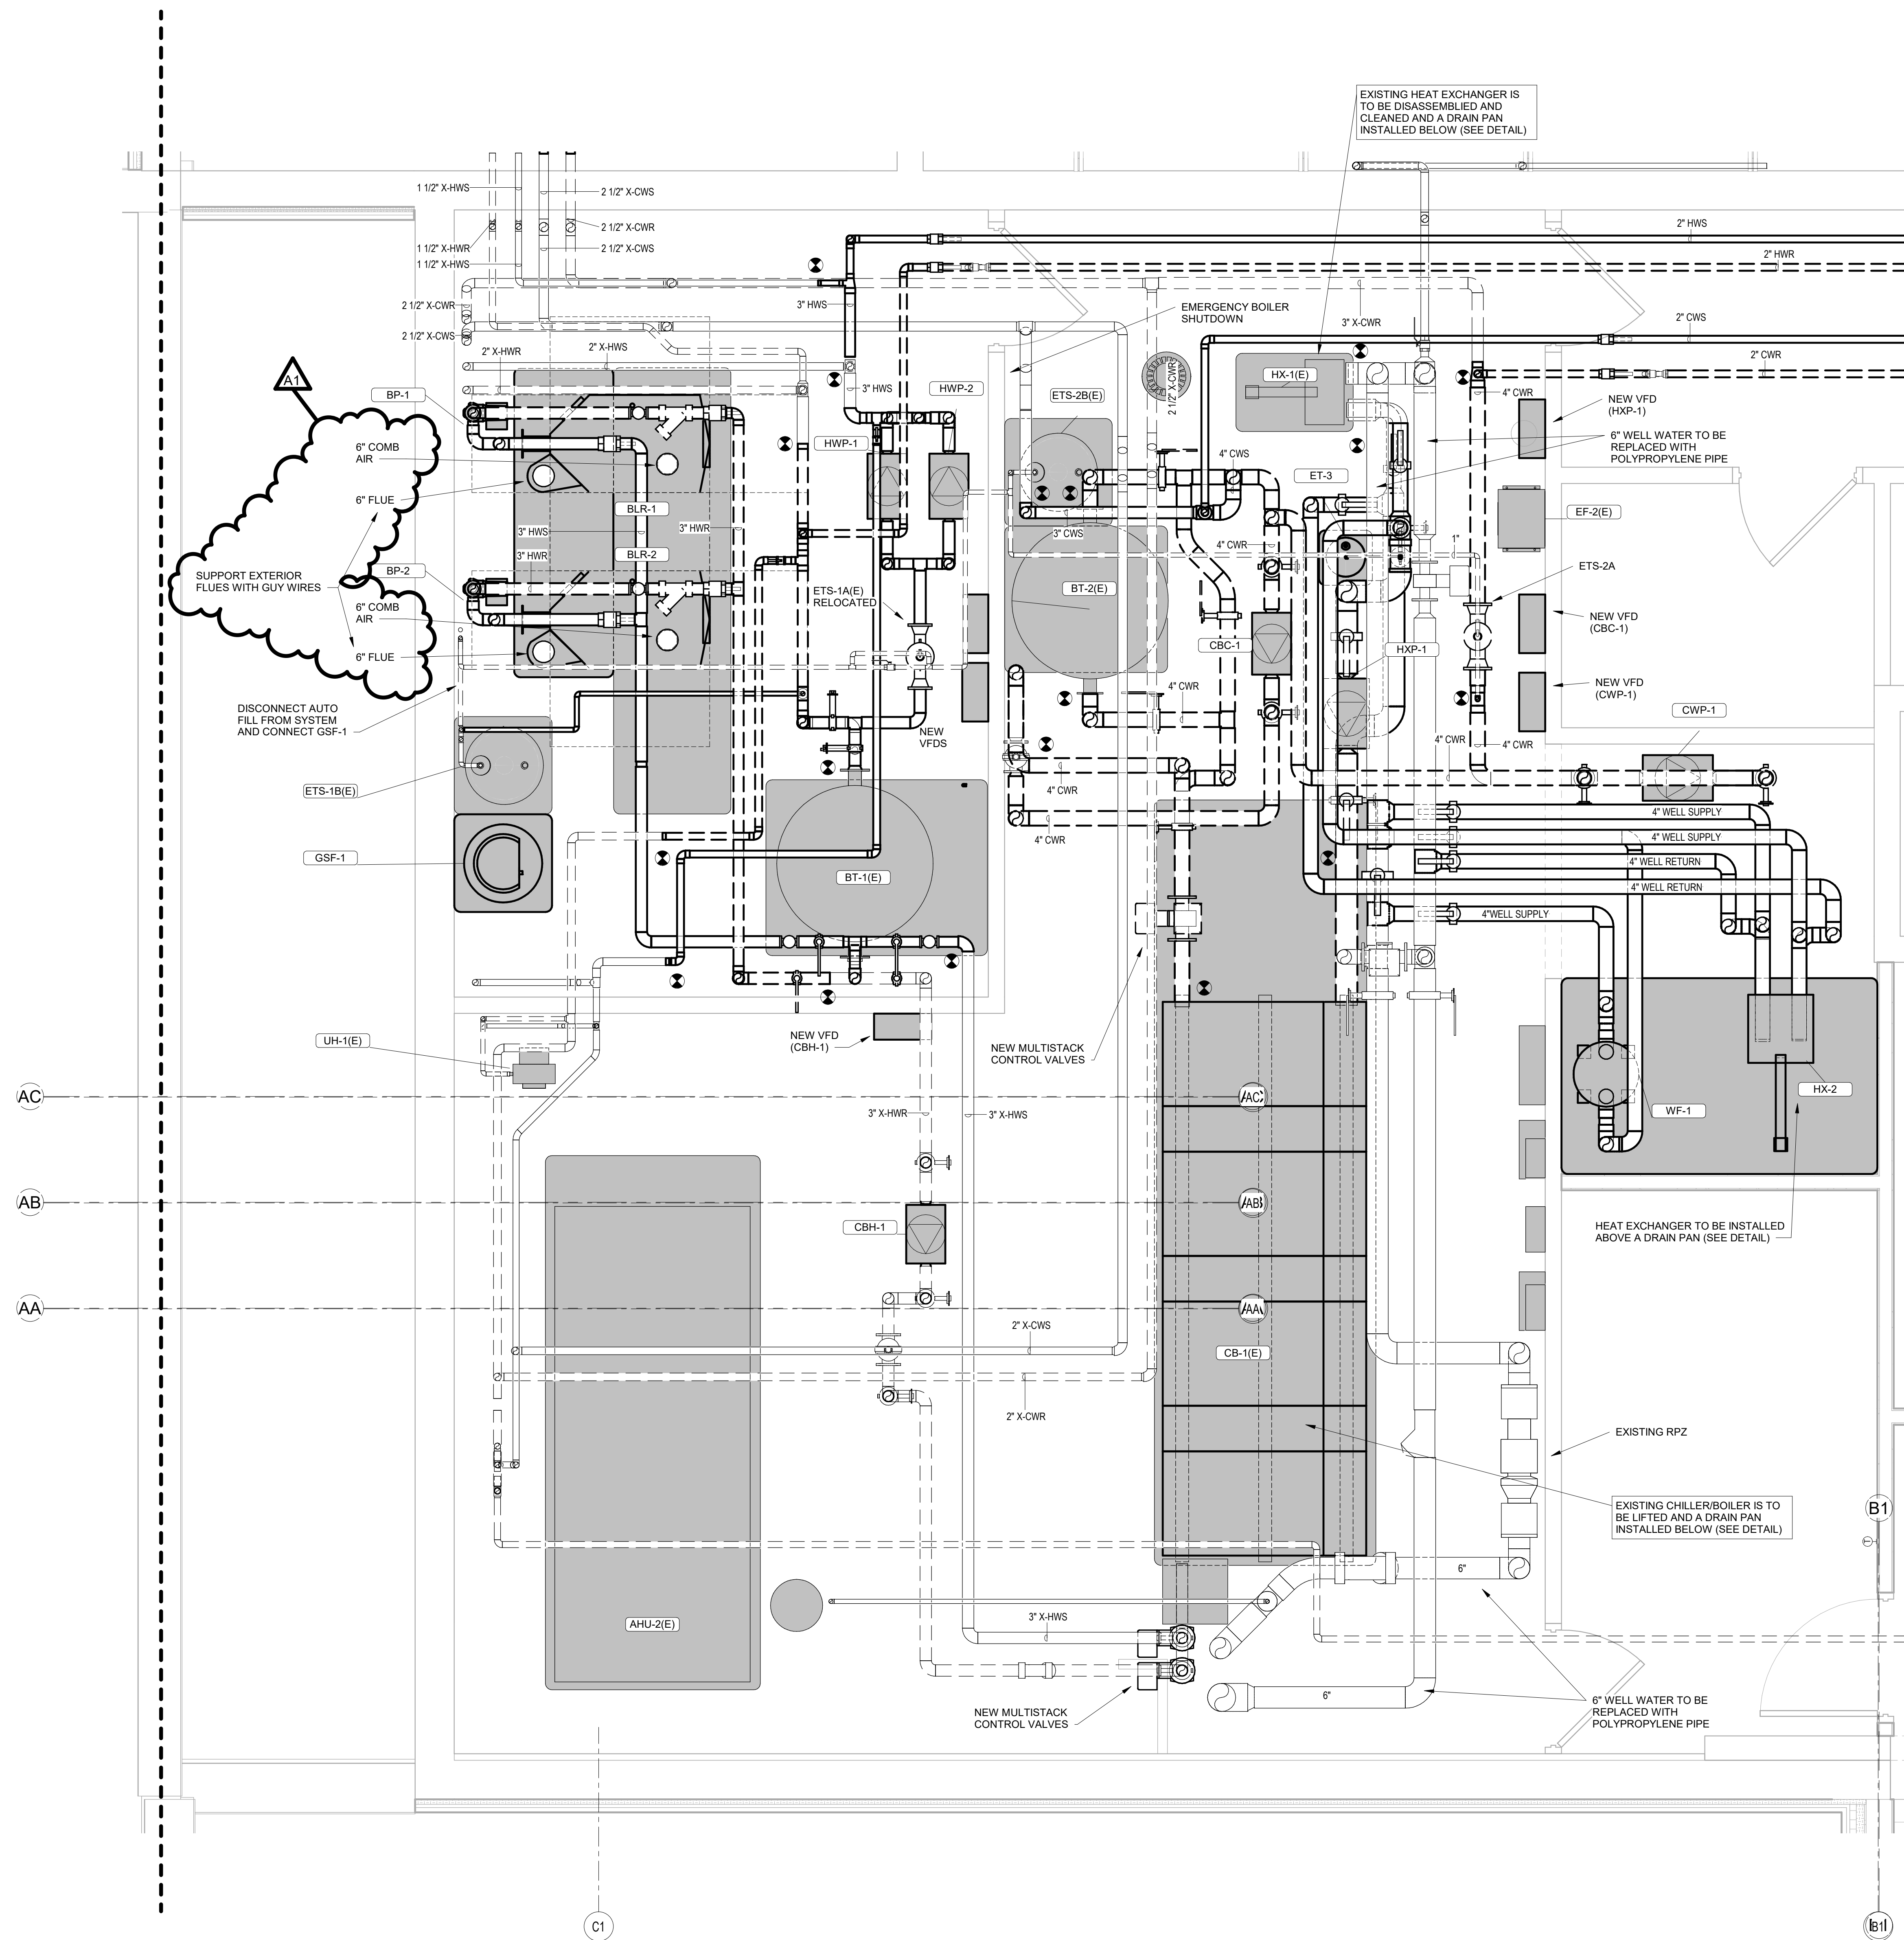 EXISTING HEAT EXCHANGER IS
TO BE DISASSEMBLIED AND
CLEANED AND A DRAIN PAN
INSTALLED BELOW (SEE DETAIL)
1 1/2" X-HWS
2 1/2" X-CWS
2 1/2" X-CWR
1 1/2" X-HWR
2 1/2" X-CWS
1 1/2" X-HWS
2" HWS
2" HWR
2 1/2" X-CWR
3" HWS
EMERGENCY BOILER
SHUTDOWN
3" X-CWR
2" CWS
2 1/2" X-CWS
2" X-HWR
2" X-HWS
2" CWR
A1
BP-1
3" HWS
HWP-2
ETS-2B(E)
2 1/2" X-CWR
HX-1(E)
4" CWR
NEW VFD
(HXP-1)
6" COMB
AIR
HWP-1
4" CWS
6" WELL WATER TO BE
REPLACED WITH
POLYPROPYLENE PIPE
ET-3
6" FLUE
BLR-1
EF-2(E)
3" HWS
3" HWR
3" CWS
4" CWR
1"
3" HWR
BLR-2
BP-2
ETS-2A
SUPPORT EXTERIOR
FLUES WITH GUY WIRES
ETS-1A(E)
RELOCATED
BT-2(E)
6" COMB
AIR
NEW VFD
(CBC-1)
CBC-1
HXP-1
6" FLUE
4" CWR
NEW VFD
(CWP-1)
DISCONNECT AUTO
FILL FROM SYSTEM
AND CONNECT GSF-1
CWP-1
NEW
VFDS
4" CWR
4" CWR
ETS-1B(E)
4" CWR
4" WELL SUPPLY
4" CWR
4" WELL SUPPLY
GSF-1
4" WELL RETURN
BT-1(E)
4" WELL RETURN
4"WELL SUPPLY
UH-1(E)
NEW VFD
(CBH-1)
NEW MULTISTACK
CONTROL VALVES
AC
AC
HX-2
3" X-HWR
3" X-HWS
WF-1
AB
AB
CBH-1
HEAT EXCHANGER TO BE INSTALLED
ABOVE A DRAIN PAN (SEE DETAIL)
AA
AA
2" X-CWS
CB-1(E)
2" X-CWR
EXISTING RPZ
EXISTING CHILLER/BOILER IS TO
BE LIFTED AND A DRAIN PAN
INSTALLED BELOW (SEE DETAIL)
B1
6"
AHU-2(E)
3" X-HWS
6"
NEW MULTISTACK
CONTROL VALVES
6" WELL WATER TO BE
REPLACED WITH
POLYPROPYLENE PIPE
C1
B1